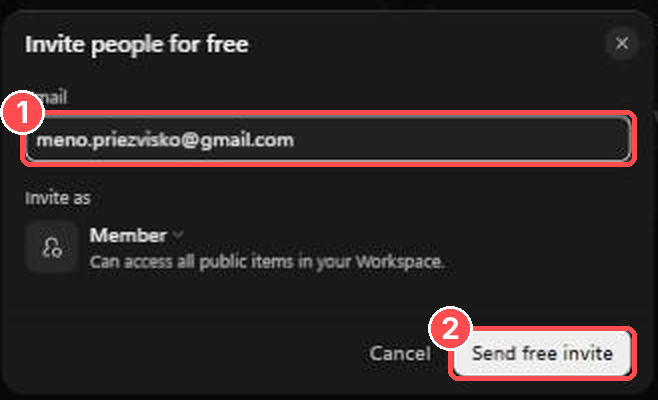 Invite people for free
mail
1
meno.priezvisko@gmail.com
Invite as
Member
Can access all public items in your Workspace.
2
Cancel
Send free invite